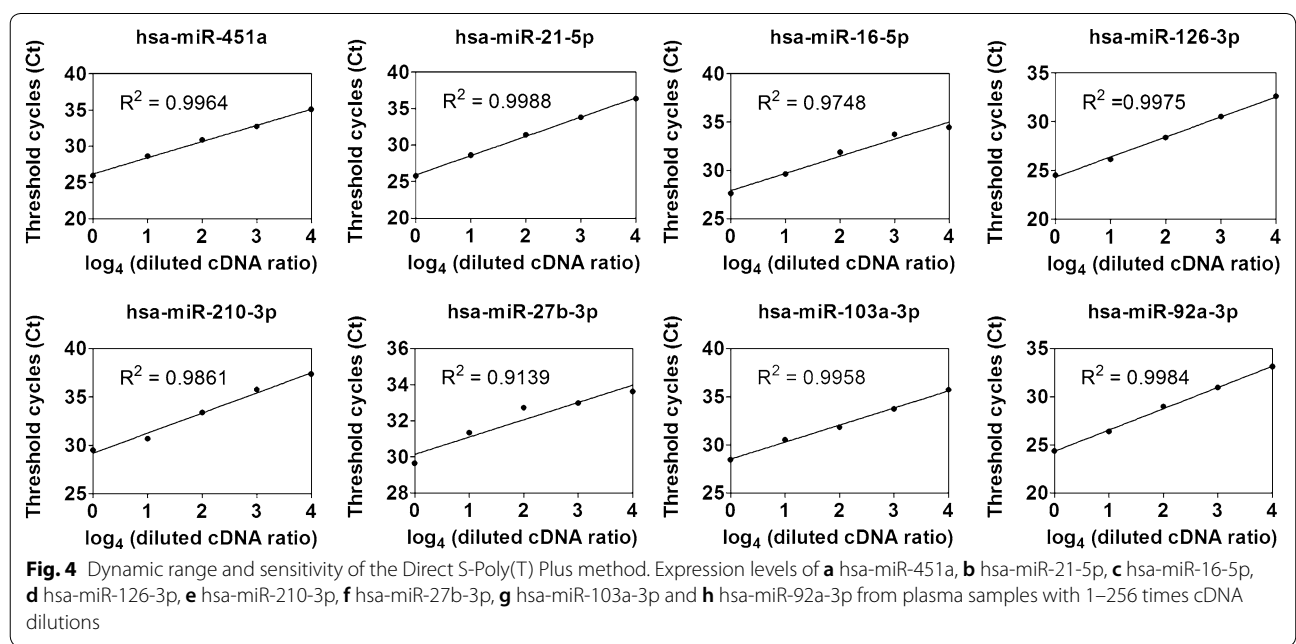 hsa-miR-451a
Threshold cycles (Ct)
40
35
30
25
20
R² = 0.9964
0 1 2 3 4
log₄ (diluted cDNA ratio)
hsa-miR-21-5p
Threshold cycles (Ct)
40
35
30
25
20
R² = 0.9988
0 1 2 3 4
log₄ (diluted cDNA ratio)
hsa-miR-16-5p
Threshold cycles (Ct)
40
35
30
25
R² = 0.9748
0 1 2 3 4
log₄ (diluted cDNA ratio)
hsa-miR-126-3p
Threshold cycles (Ct)
35
30
25
20
R² =0.9975
0 1 2 3 4
log₄ (diluted cDNA ratio)
hsa-miR-210-3p
Threshold cycles (Ct)
40
35
30
25
R² = 0.9861
0 1 2 3 4
log₄ (diluted cDNA ratio)
hsa-miR-27b-3p
Threshold cycles (Ct)
36
34
32
30
28
R² = 0.9139
0 1 2 3 4
log₄ (diluted cDNA ratio)
hsa-miR-103a-3p
Threshold cycles (Ct)
40
35
30
25
R² = 0.9958
0 1 2 3 4
log₄ (diluted cDNA ratio)
hsa-miR-92a-3p
Threshold cycles (Ct)
35
30
25
20
R² = 0.9984
0 1 2 3 4
log₄ (diluted cDNA ratio)
Fig. 4 Dynamic range and sensitivity of the Direct S-Poly(T) Plus method. Expression levels of a hsa-miR-451a, b hsa-miR-21-5p, c hsa-miR-16-5p,
d hsa-miR-126-3p, e hsa-miR-210-3p, f hsa-miR-27b-3p, g hsa-miR-103a-3p and h hsa-miR-92a-3p from plasma samples with 1–256 times cDNA
dilutions